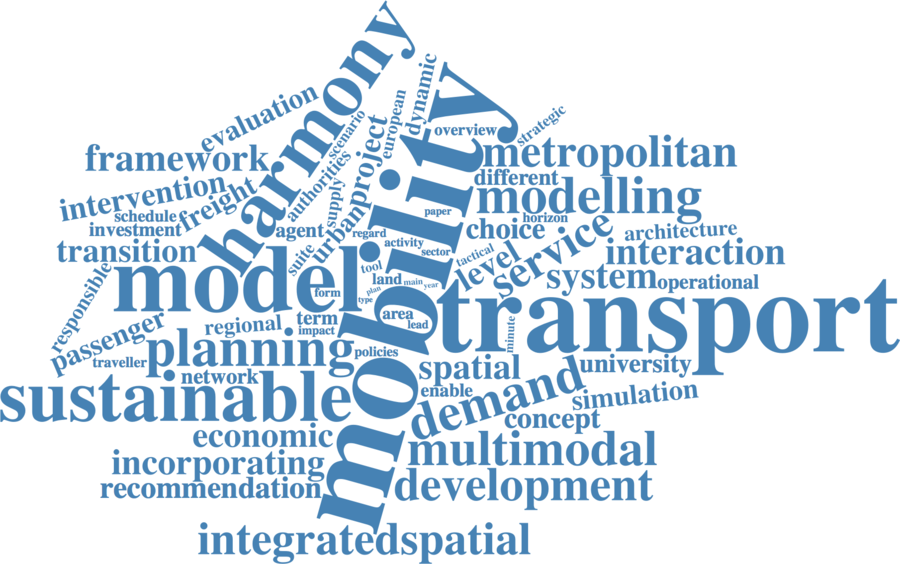 harmony
mobility
dynamic
european
evaluation
scenario
strategic
overview
project
framework
authorities
metropolitan
different
intervention
freight
supply
urban
modelling
paper
schedule
horizon
investment
agent
regard
choice
service
architecture
transition
suite
activity
sector
tactical
level
interaction
model
tool
land
main
year
system
operational
responsible
form
plan
type
area
lead
transport
passenger
regional
term
impact
minute
traveller
planning
policies
spatial
university
network
sustainable
enable
demand
simulation
concept
economic
multimodal
incorporating
recommendation
development
integratedspatial